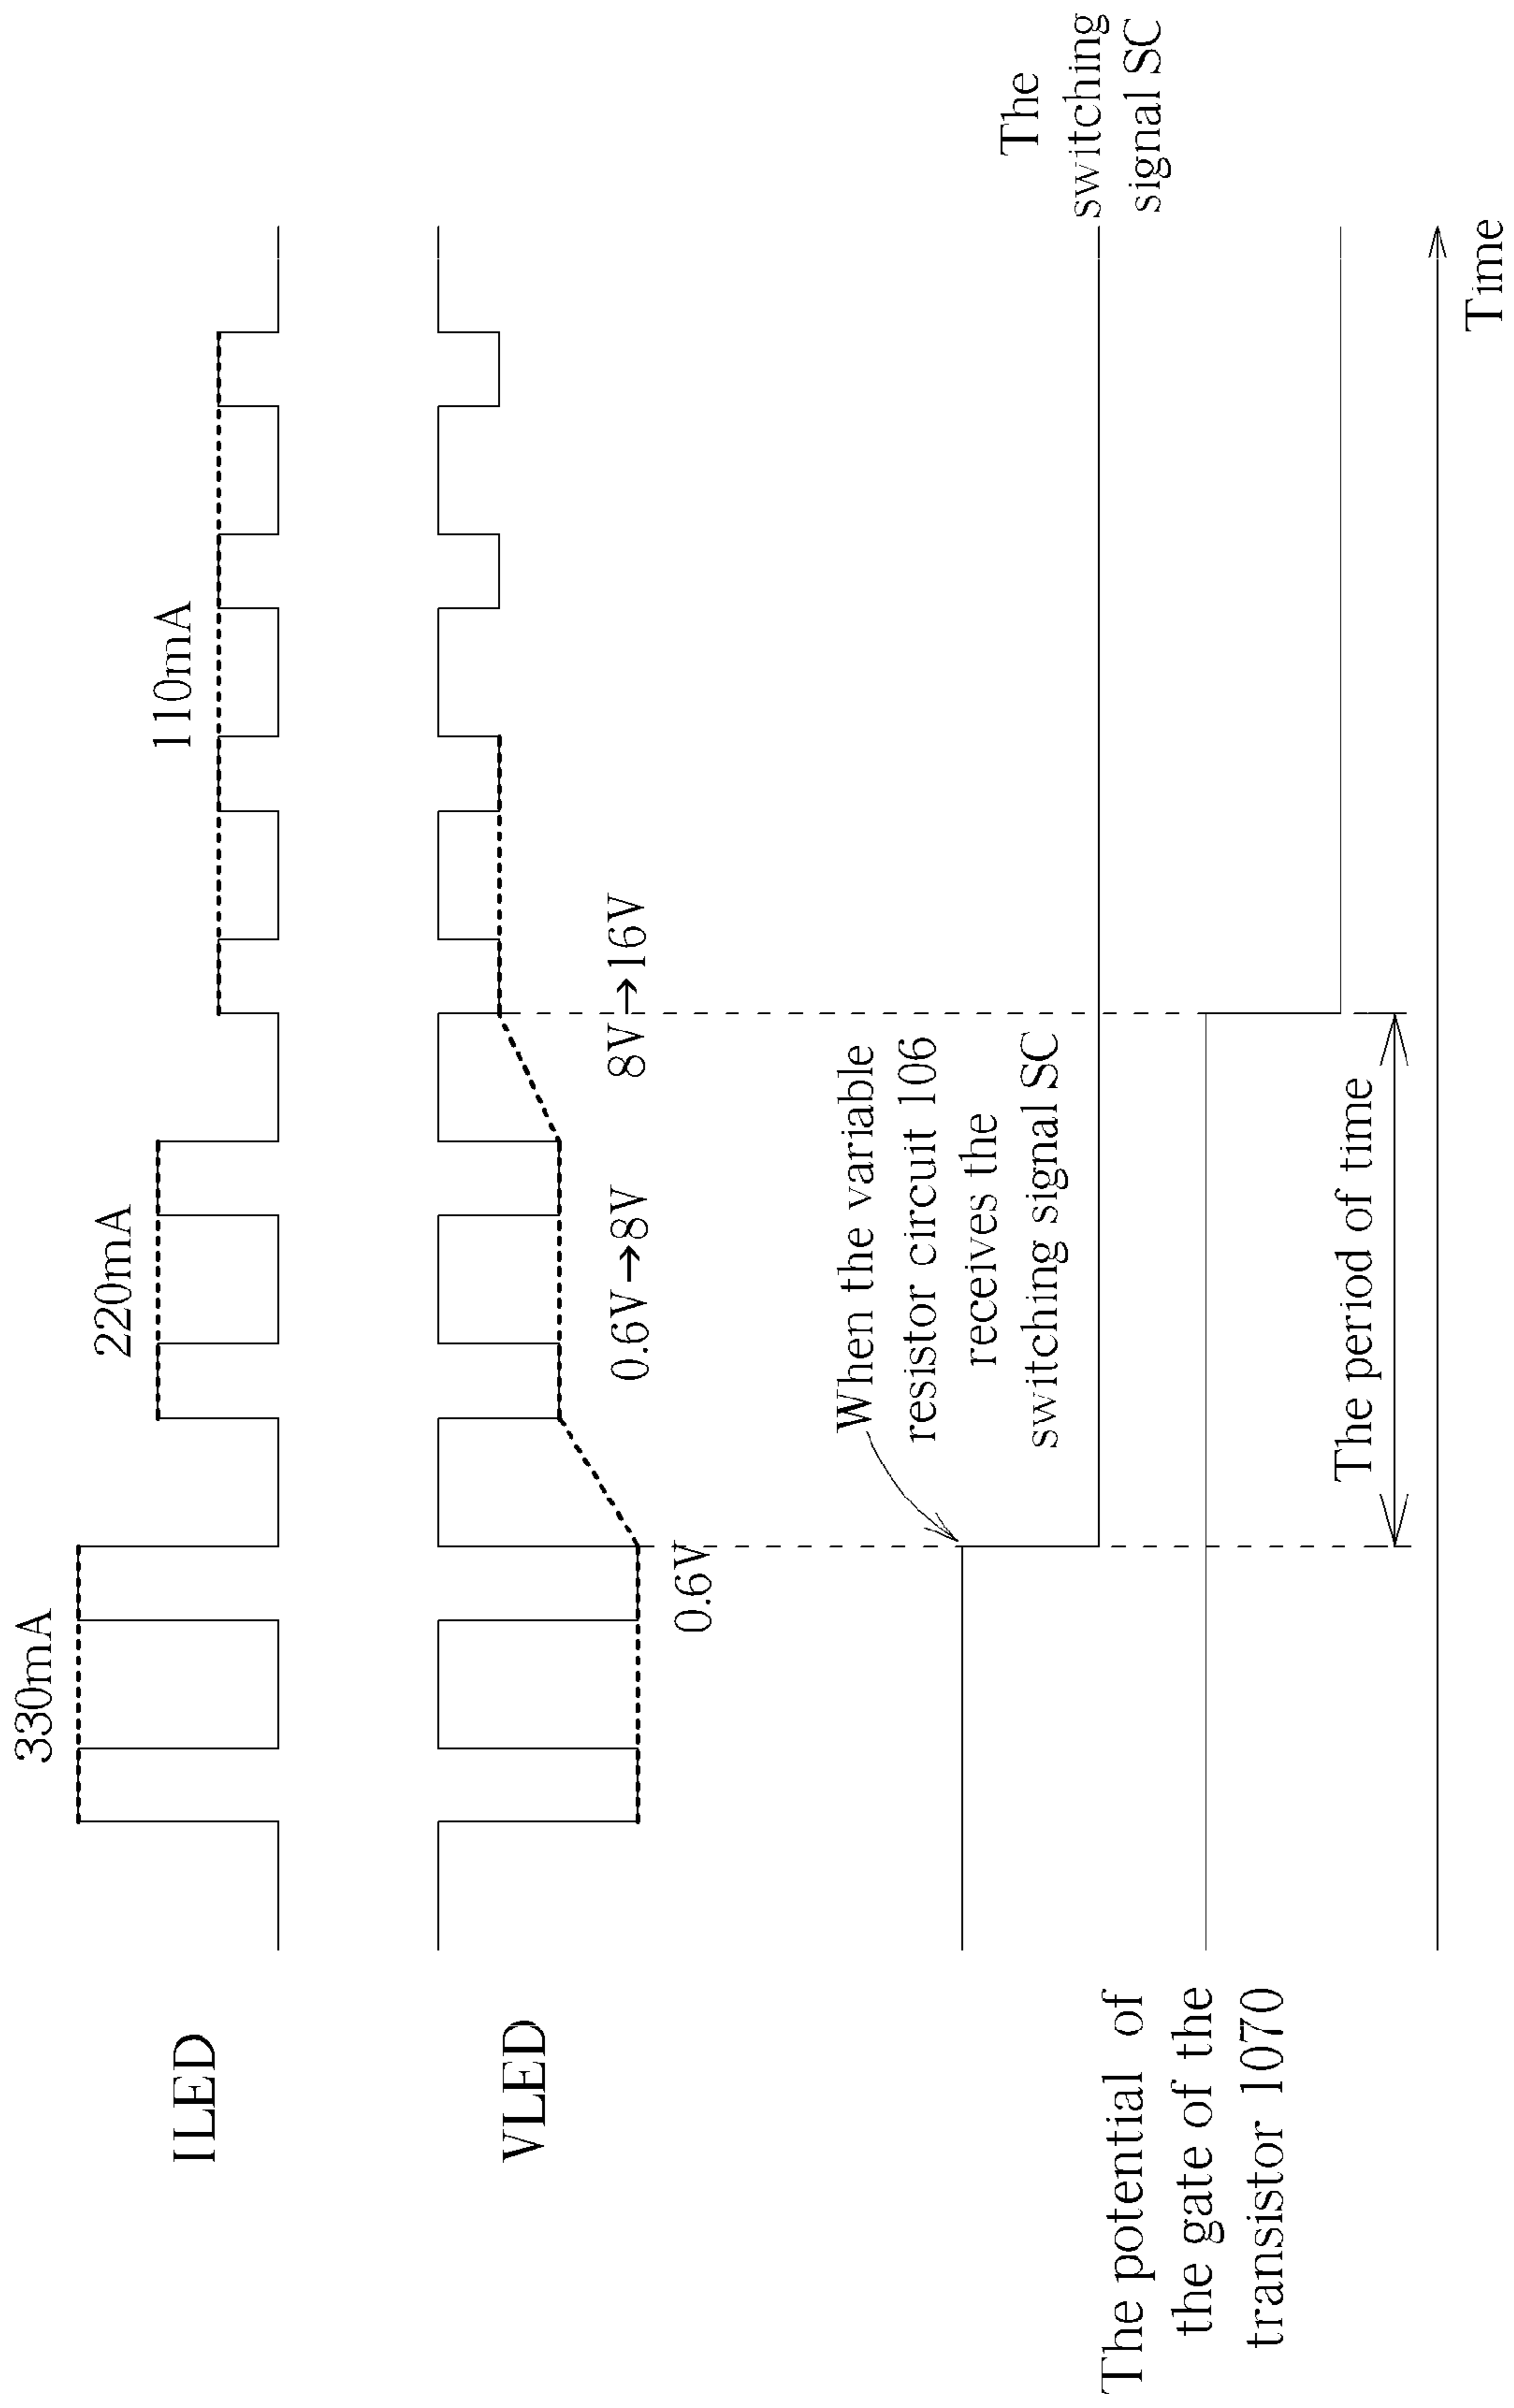 330mA
220mA
110mA
ILED
VLED
0.6V
0.6V→8V
8V→16V
When the variable
resistor circuit 106
receives the
switching signal SC
The
switching
signal SC
The potential of
the gate of the
transistor 1070
The period of time
Time